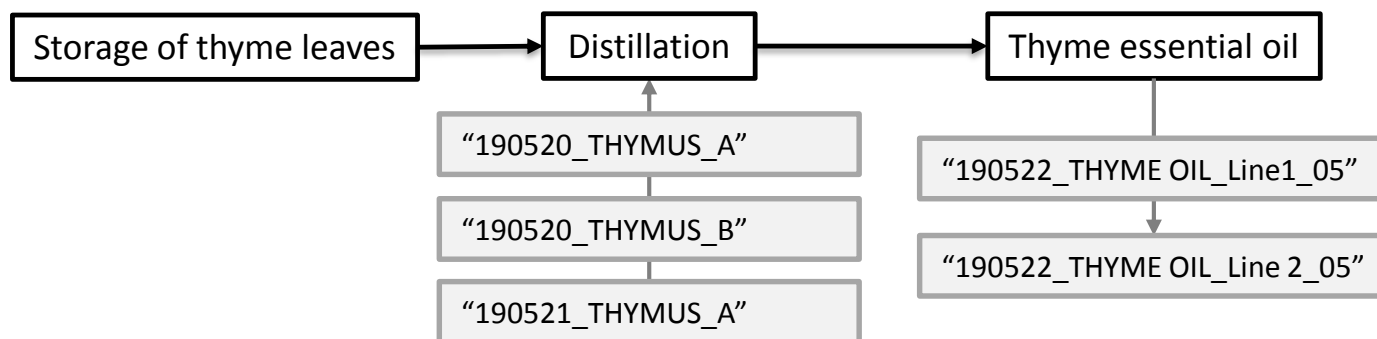 Storage of thyme leaves
Distillation
Thyme essential oil
“190520_THYMUS_A”
“190520_THYMUS_B”
“190521_THYMUS_A”
“190522_THYME OIL_Line1_05”
“190522_THYME OIL_Line 2_05”